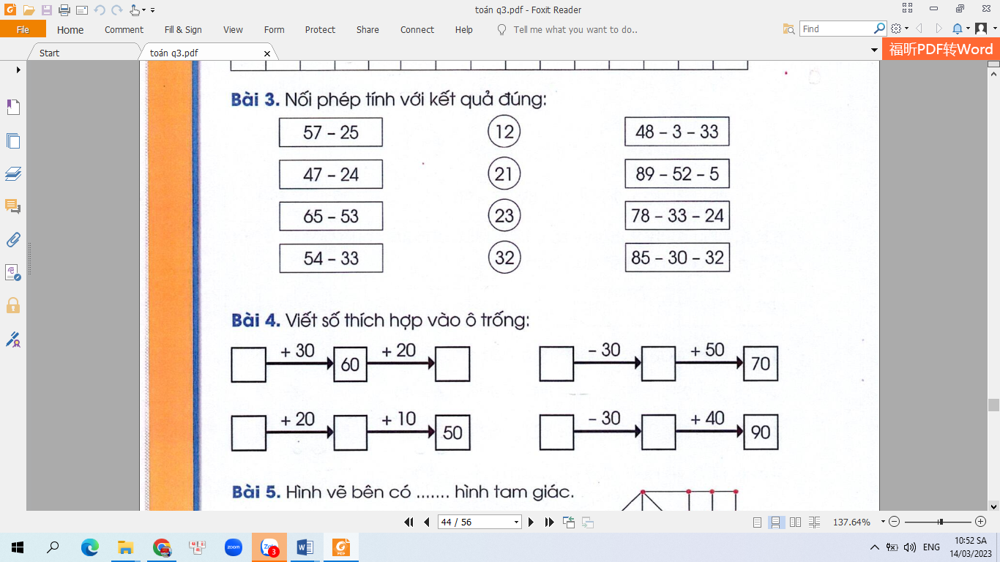 toán q3.pdf - Foxit Reader
File Home Comment Fill & Sign View Form Protect Share Connect Help Tell me what you want to do.. Find
Start toán q3.pdf 福昕PDF转Word
Bài 3. Nối phép tính với kết quả đúng:
57 – 25 12 48 – 3 – 33
47 – 24 21 89 – 52 – 5
65 – 53 23 78 – 33 – 24
54 – 33 32 85 – 30 – 32
Bài 4. Viết số thích hợp vào ô trống:
+ 30 + 20 – 30 + 50
60 70
+ 20 + 10 – 30 + 40
50 90
Bài 5. Hình vẽ bên có ....... hình tam giác.
44 / 56 137.64%
zoom Zalo 3 PDF ENG 10:52 SA
14/03/2023